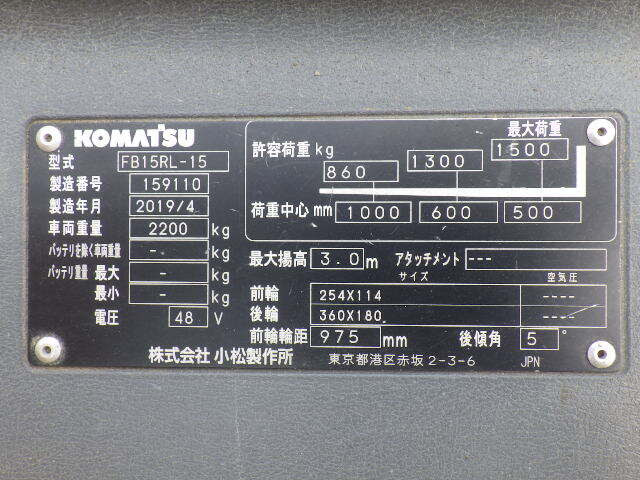 KOMATSU
型式 FB15RL-15
製造番号 159110
製造年月 2019/4
車両重量 2200 kg
バッテリを除く車両重量 - kg
バッテリ重量 最大 - kg
最小 - kg
電圧 48 V
最大荷重
許容荷重 kg 860 1300 1500
荷重中心 mm 1000 600 500
最大揚高 3.0 m アタッチメント ---
サイズ 空気圧
前輪 254X114 ----
後輪 360X180 ----
前輪輪距 975 mm 後傾角 5 °
株式会社 小松製作所 東京都港区赤坂 2-3-6 JPN